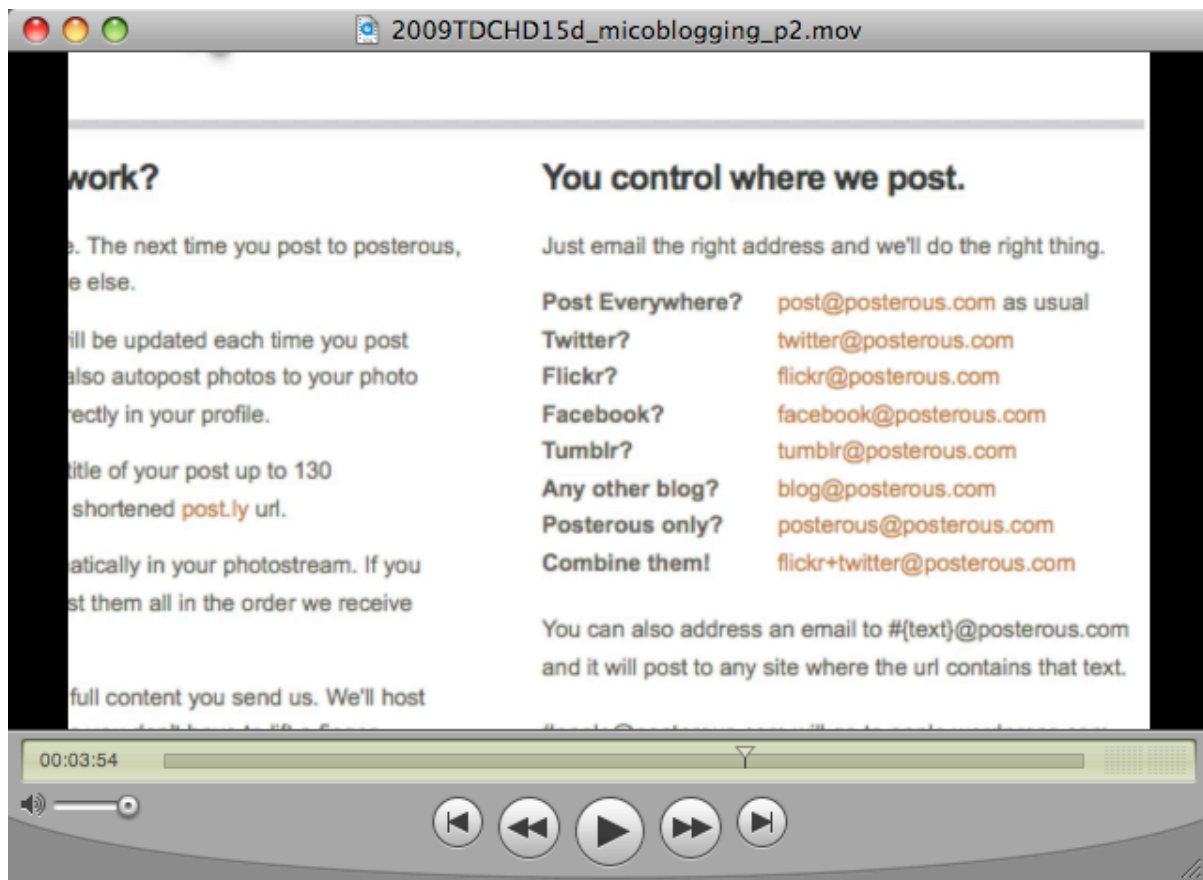 2009TDCHD15d_micoblogging_p2.mov
work?
e. The next time you post to posterous,
e else.
ill be updated each time you post
also autopost photos to your photo
rectly in your profile.
title of your post up to 130
shortened post.ly url.
atically in your photostream. If you
st them all in the order we receive
full content you send us. We'll host
You control where we post.
Just email the right address and we'll do the right thing.
Post Everywhere? post@posterous.com as usual
Twitter? twitter@posterous.com
Flickr? flickr@posterous.com
Facebook? facebook@posterous.com
Tumblr? tumblr@posterous.com
Any other blog? blog@posterous.com
Posterous only? posterous@posterous.com
Combine them! flickr+twitter@posterous.com
You can also address an email to #{text}@posterous.com
and it will post to any site where the url contains that text.
00:03:54